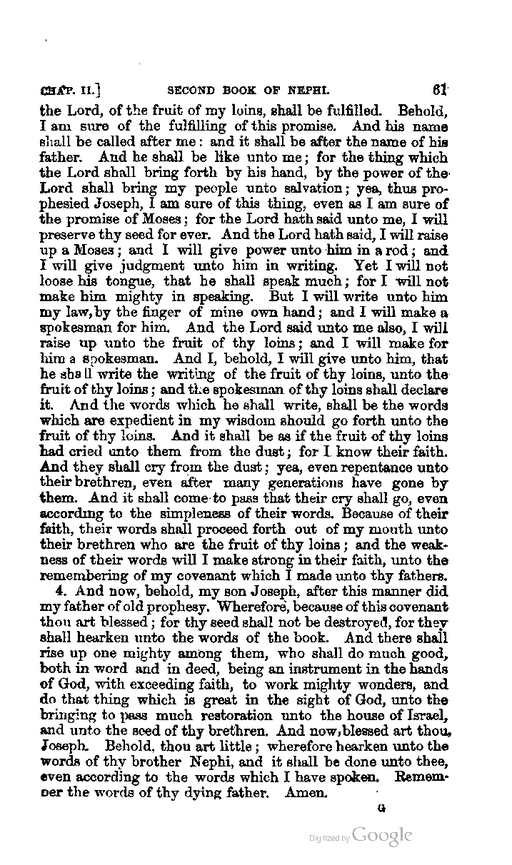 CHAP. II.] SECOND BOOK OF NEPHI. 61
the Lord, of the fruit of my loins, shall be fulfilled. Behold,
I am sure of the fulfilling of this promise. And his name
shall be called after me: and it shall be after the name of his
father. And he shall be like unto me; for the thing which
the Lord shall bring forth by his hand, by the power of the
Lord shall bring my people unto salvation; yea, thus pro-
phesied Joseph, I am sure of this thing, even as I am sure of
the promise of Moses; for the Lord hath said unto me, I will
preserve thy seed for ever. And the Lord hath said, I will raise
up a Moses; and I will give power unto him in a rod; and
I will give judgment unto him in writing. Yet I will not
loose his tongue, that he shall speak much; for I will not
make him mighty in speaking. But I will write unto him
my law, by the finger of mine own hand; and I will make a
spokesman for him. And the Lord said unto me also, I will
raise up unto the fruit of thy loins; and I will make for
him a spokesman. And I, behold, I will give unto him, that
he shall write the writing of the fruit of thy loins, unto the
fruit of thy loins; and the spokesman of thy loins shall declare
it. And the words which he shall write, shall be the words
which are expedient in my wisdom should go forth unto the
fruit of thy loins. And it shall be as if the fruit of thy loins
had cried unto them from the dust; for I know their faith.
And they shall cry from the dust; yea, even repentance unto
their brethren, even after many generations have gone by
them. And it shall come to pass that their cry shall go, even
according to the simpleness of their words. Because of their
faith, their words shall proceed forth out of my mouth unto
their brethren who are the fruit of thy loins; and the weak-
ness of their words will I make strong in their faith, unto the
remembering of my covenant which I made unto thy fathers.
4. And now, behold, my son Joseph, after this manner did
my father of old prophesy. Wherefore, because of this covenant
thou art blessed; for thy seed shall not be destroyed, for they
shall hearken unto the words of the book. And there shall
rise up one mighty among them, who shall do much good,
both in word and in deed, being an instrument in the hands
of God, with exceeding faith, to work mighty wonders, and
do that thing which is great in the sight of God, unto the
bringing to pass much restoration unto the house of Israel,
and unto the seed of thy brethren. And now, blessed art thou,
Joseph. Behold, thou art little; wherefore hearken unto the
words of thy brother Nephi, and it shall be done unto thee,
even according to the words which I have spoken. Remem-
ber the words of thy dying father. Amen.
G
Digitized by Google